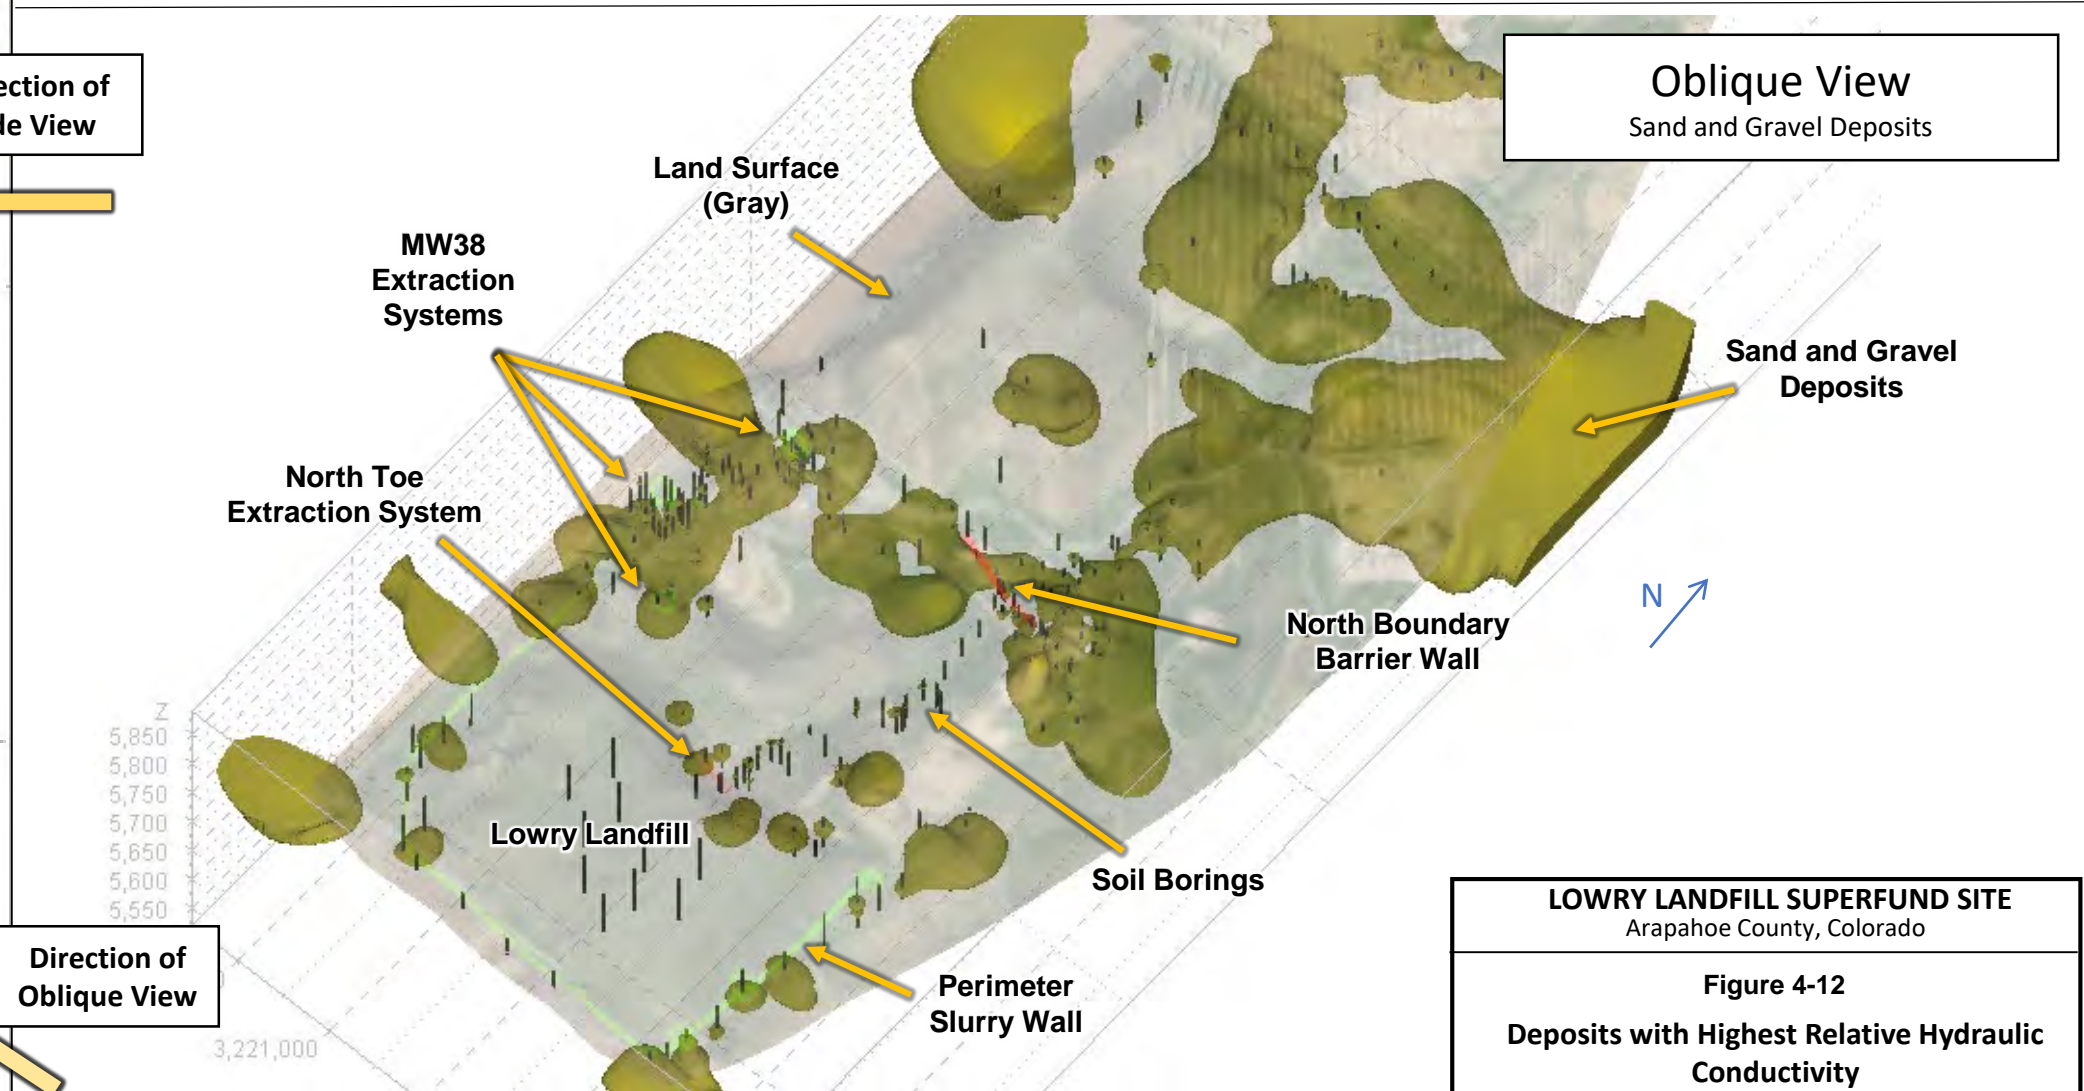 ection of
de View
Oblique View
Sand and Gravel Deposits
Land Surface
(Gray)
MW38
Extraction
Systems
Sand and Gravel
Deposits
North Toe
Extraction System
N
North Boundary
Barrier Wall
Z
5,850
5,800
5,750
5,700
5,650
5,600
5,550
Lowry Landfill
Soil Borings
Direction of
Oblique View
Perimeter
Slurry Wall
3,221,000
LOWRY LANDFILL SUPERFUND SITE
Arapahoe County, Colorado
Figure 4-12
Deposits with Highest Relative Hydraulic
Conductivity